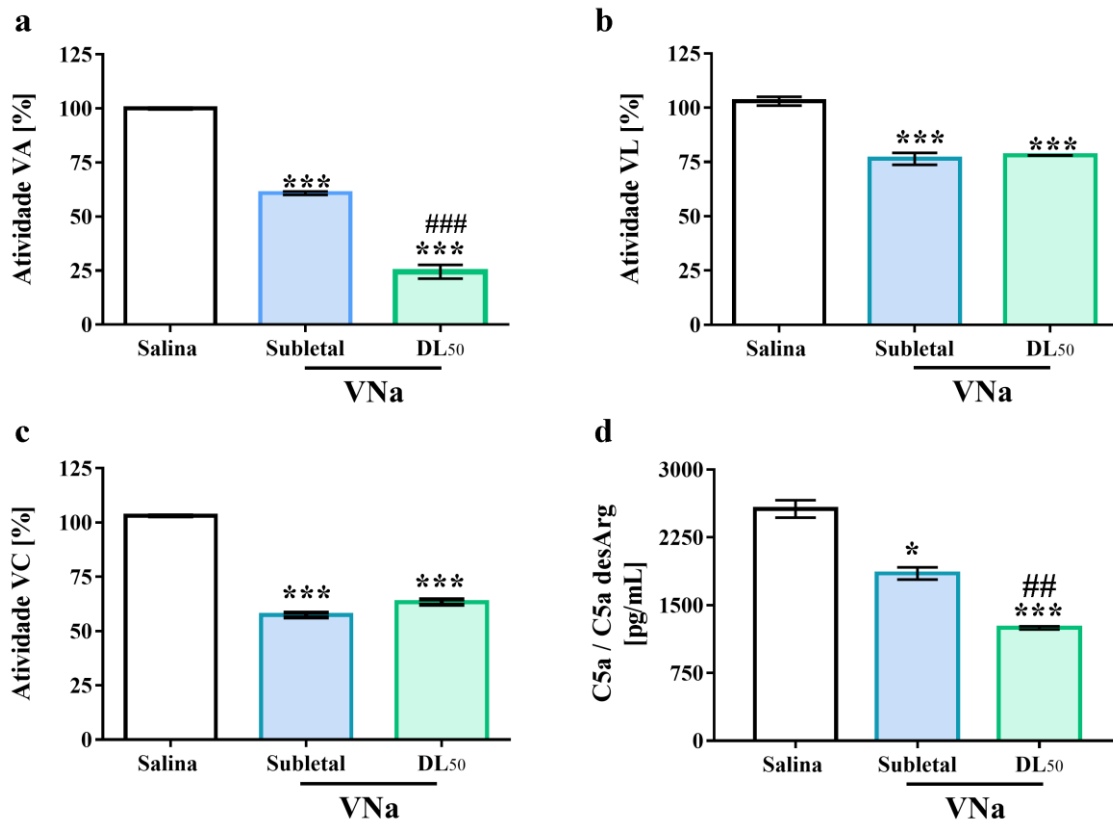 a
Atividade VA [%]
125
100
75
50
25
0
***
###
***
Salina
Subletal
DL50
VNa
b
Atividade VL [%]
125
100
75
50
25
0
***
***
Salina
Subletal
DL50
VNa
c
Atividade VC [%]
125
100
75
50
25
0
***
***
Salina
Subletal
DL50
VNa
d
C5a / C5a desArg
[pg/mL]
3000
2250
1500
750
0
*
##
***
Salina
Subletal
DL50
VNa